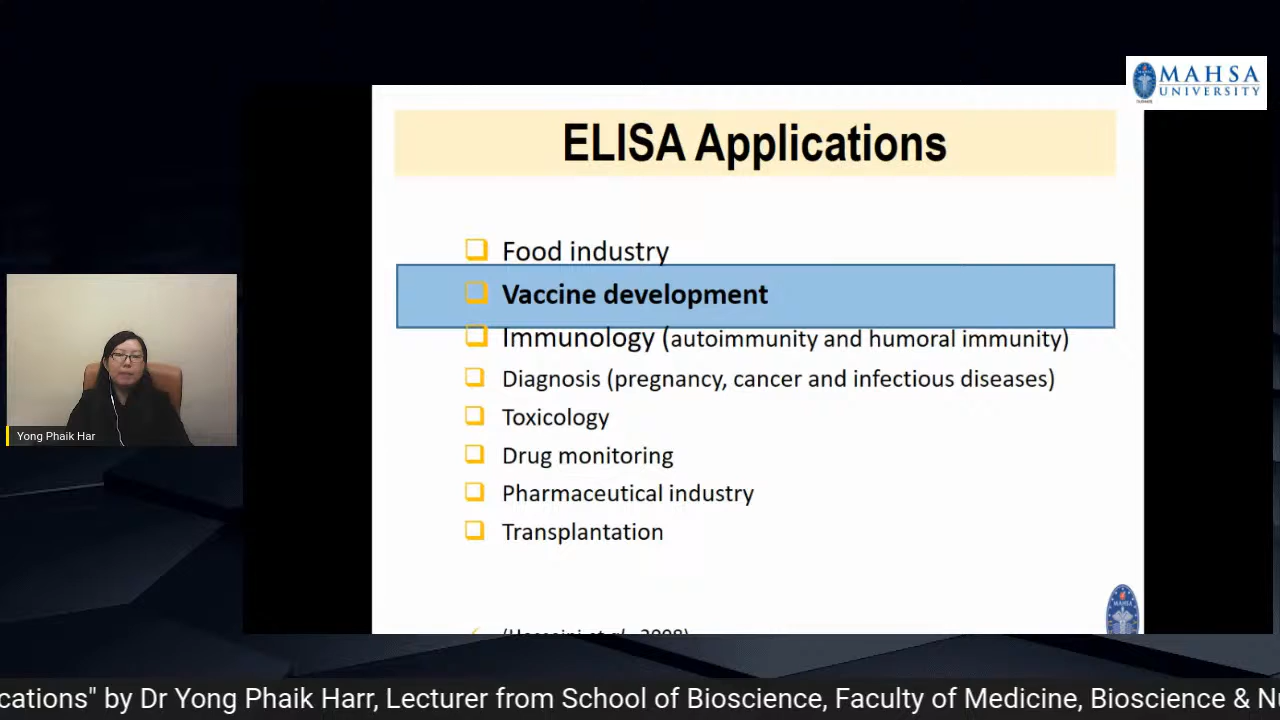 MAHSA
UNIVERSITY
ELISA Applications
Food industry
Vaccine development
Immunology (autoimmunity and humoral immunity)
Diagnosis (pregnancy, cancer and infectious diseases)
Toxicology
Drug monitoring
Pharmaceutical industry
Transplantation
Yong Phaik Har
MAHSA
cations" by Dr Yong Phaik Harr, Lecturer from School of Bioscience, Faculty of Medicine, Bioscience &